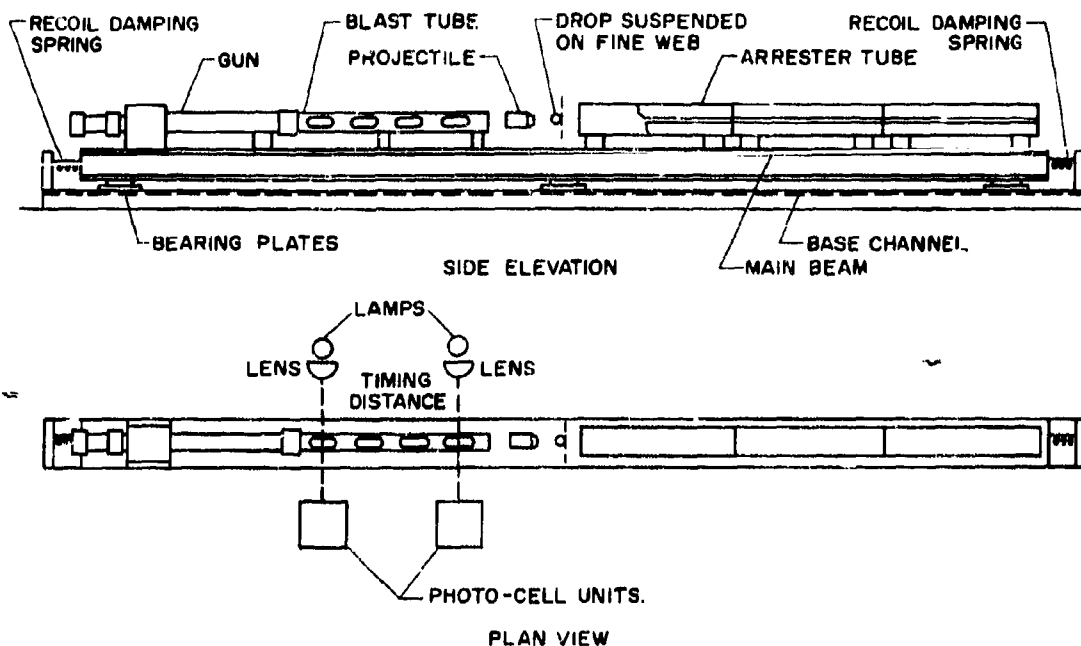 RECOIL DAMPING
SPRING
BLAST TUBE
DROP SUSPENDED
ON FINE WEB
RECOIL DAMPING
SPRING
GUN
PROJECTILE
ARRESTER TUBE
BEARING PLATES
BASE CHANNEL
SIDE ELEVATION
MAIN BEAM
LAMPS
LENS
LENS
TIMING
DISTANCE
PHOTO-CELL UNITS.
PLAN VIEW